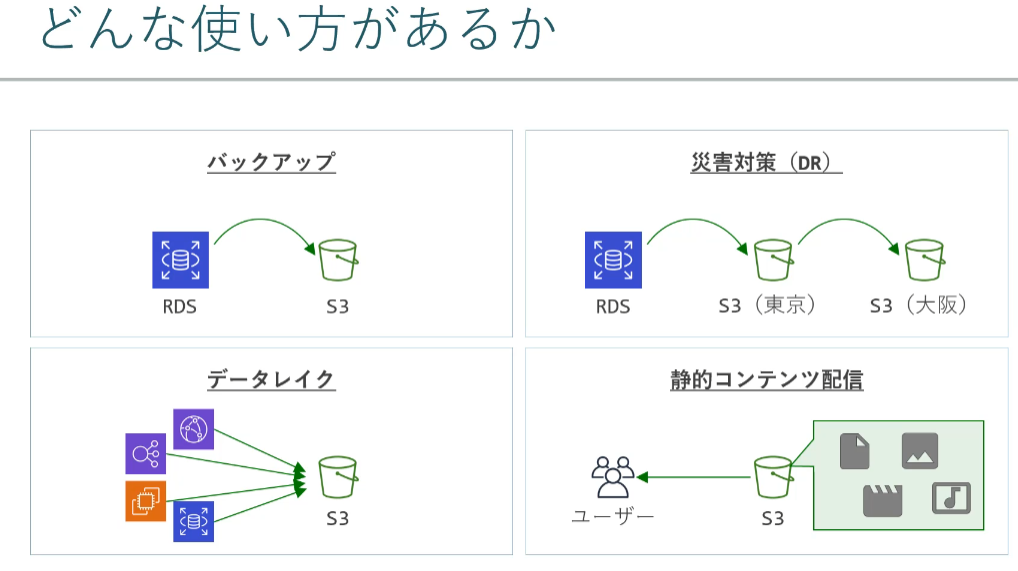 どんな使い方があるか
バックアップ
RDS
S3
災害対策（DR）
RDS
S3（東京）
S3（大阪）
データレイク
S3
静的コンテンツ配信
ユーザー
S3